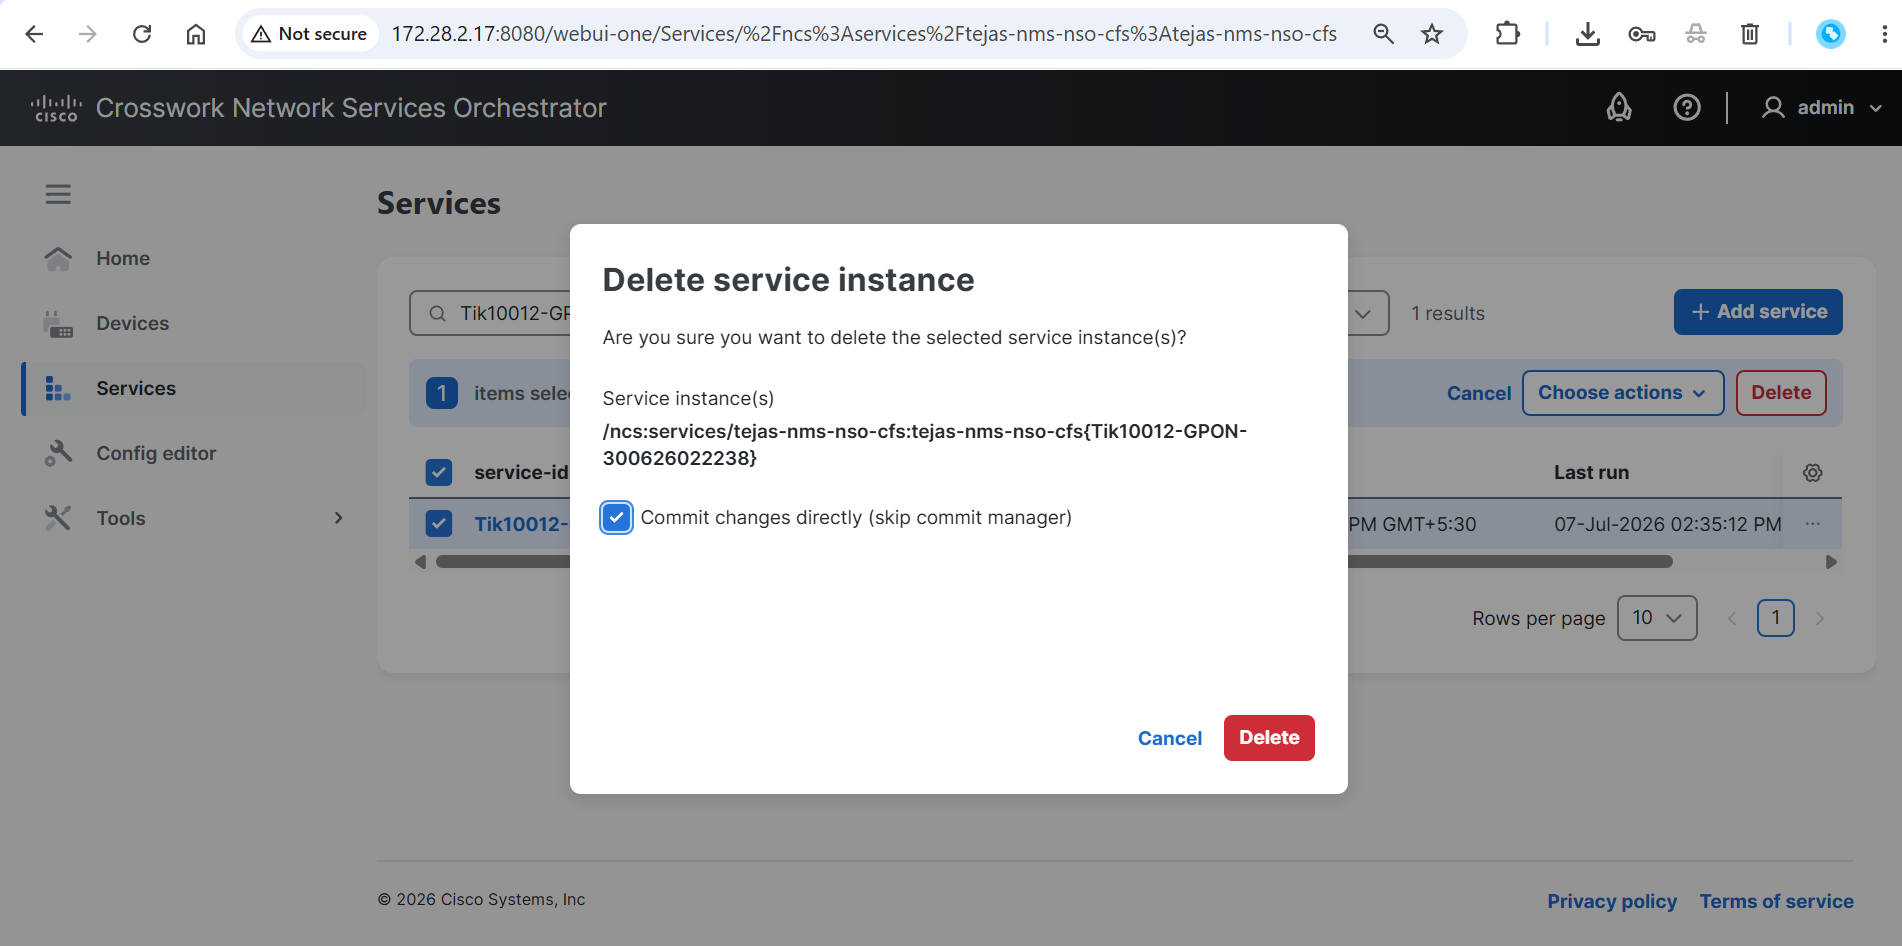 Not secure
172.28.2.17:8080/webui-one/Services/%2Fncs%3Aservices%2Ftejas-nms-nso-cfs%3Atejas-nms-nso-cfs
cisco
Crosswork Network Services Orchestrator
admin
Home
Devices
Services
Config editor
Tools
Services
Tik10012-GP
1 results
+ Add service
1 items sele
Cancel
Choose actions
Delete
service-id
Last run
Tik10012-
PM GMT+5:30
07-Jul-2026 02:35:12 PM
...
Rows per page
10
1
Delete service instance
Are you sure you want to delete the selected service instance(s)?
Service instance(s)
/ncs:services/tejas-nms-nso-cfs:tejas-nms-nso-cfs{Tik10012-GPON-
300626022238}
Commit changes directly (skip commit manager)
Cancel
Delete
© 2026 Cisco Systems, Inc
Privacy policy
Terms of service